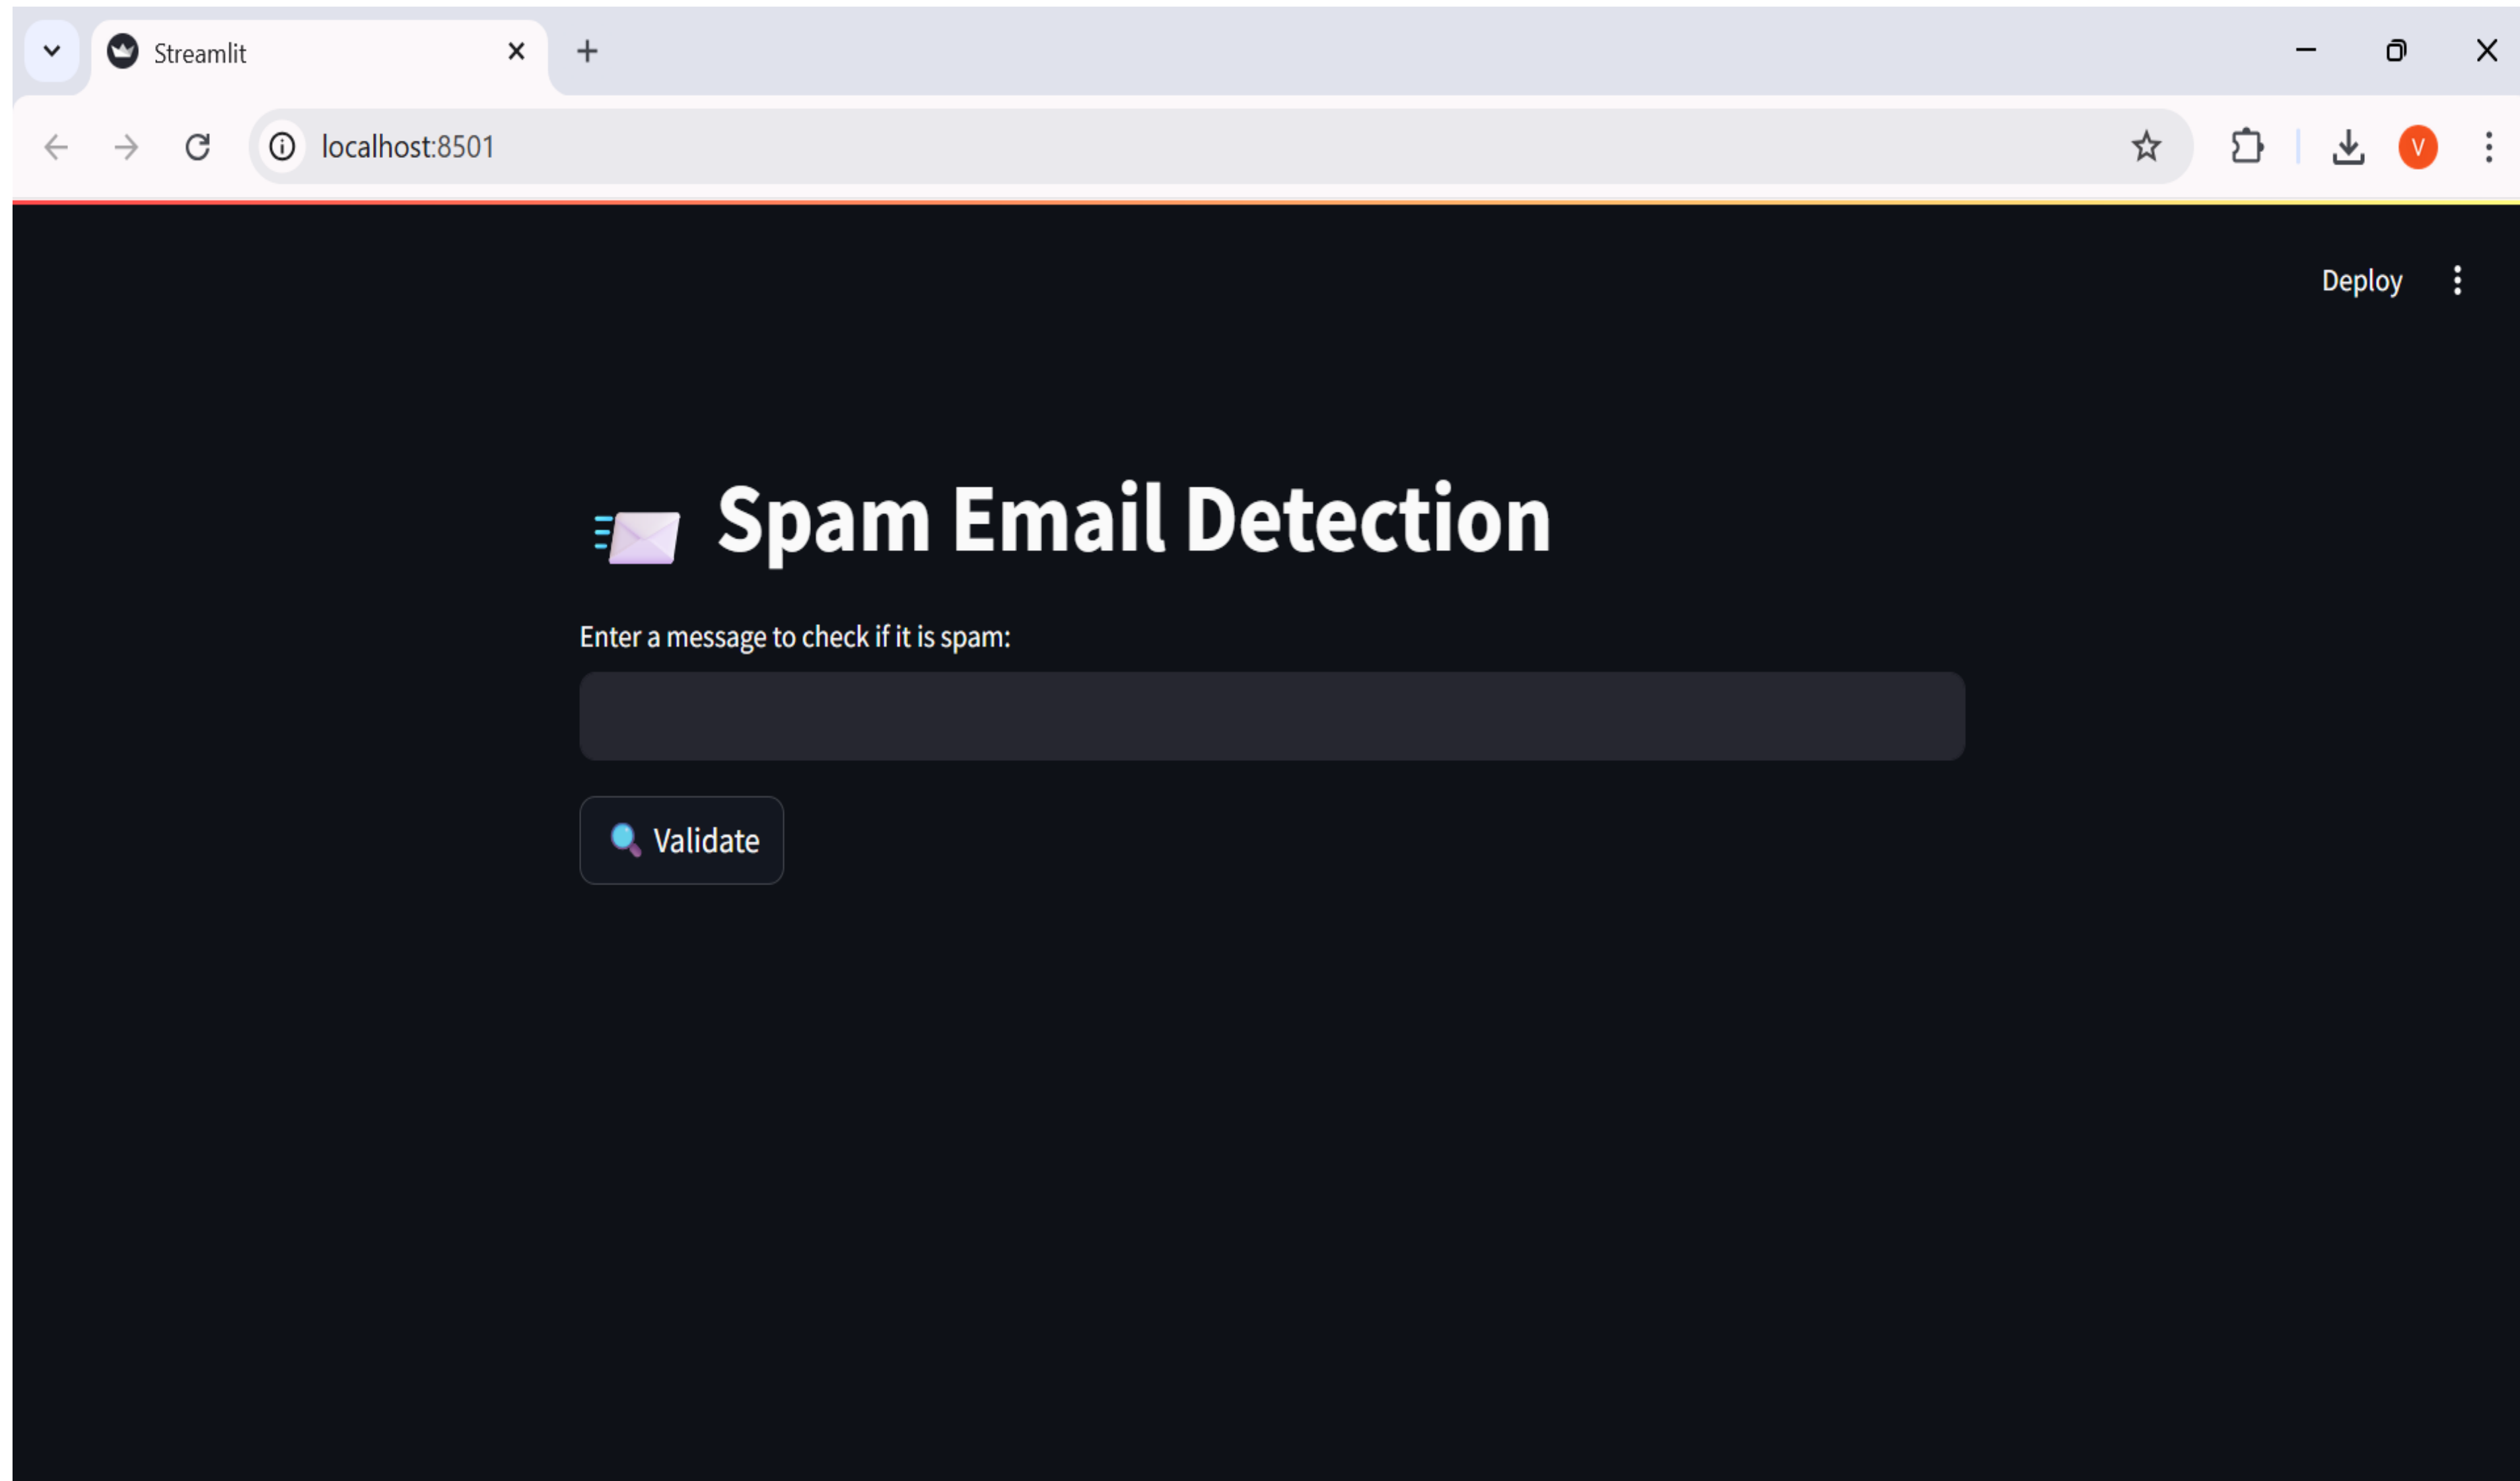 Streamlit
localhost:8501
V
Deploy
Spam Email Detection
Enter a message to check if it is spam:
Validate